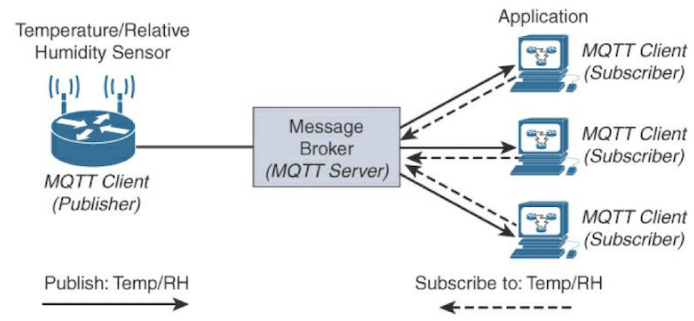 Temperature/Relative
Humidity Sensor
MQTT Client
(Publisher)
Message
Broker
(MQTT Server)
Application
MQTT Client
(Subscriber)
MQTT Client
(Subscriber)
MQTT Client
(Subscriber)
Publish: Temp/RH
Subscribe to: Temp/RH